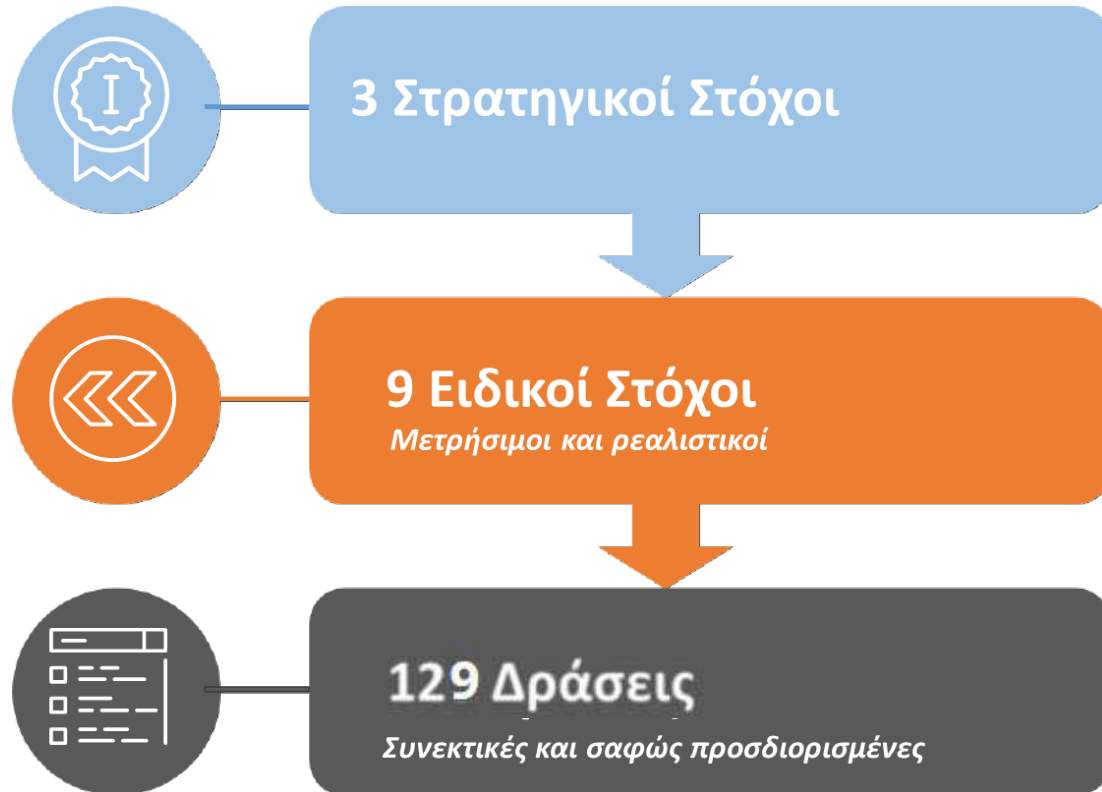 3 Στρατηγικοί Στόχοι
9 Ειδικοί Στόχοι
Μετρήσιμοι και ρεαλιστικοί
129 Δράσεις
Συνεκτικές και σαφώς προσδιορισμένες